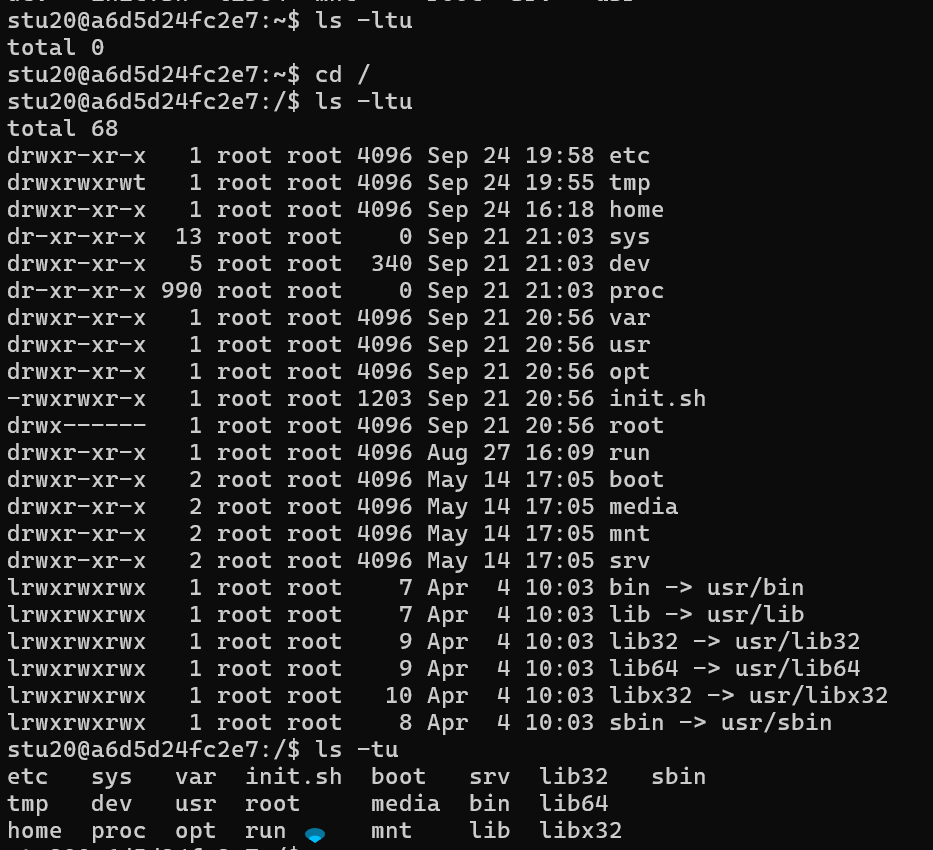 stu20@a6d5d24fc2e7:~$ ls -ltu
total 0
stu20@a6d5d24fc2e7:~$ cd /
stu20@a6d5d24fc2e7:/$ ls -ltu
total 68
drwxr-xr-x   1 root root 4096 Sep 24 19:58 etc
drwxrwxrwt   1 root root 4096 Sep 24 19:55 tmp
drwxr-xr-x   1 root root 4096 Sep 24 16:18 home
dr-xr-xr-x  13 root root    0 Sep 21 21:03 sys
drwxr-xr-x   5 root root  340 Sep 21 21:03 dev
dr-xr-xr-x 990 root root    0 Sep 21 21:03 proc
drwxr-xr-x   1 root root 4096 Sep 21 20:56 var
drwxr-xr-x   1 root root 4096 Sep 21 20:56 usr
drwxr-xr-x   1 root root 4096 Sep 21 20:56 opt
-rwxrwxr-x   1 root root 1203 Sep 21 20:56 init.sh
drwx------   1 root root 4096 Sep 21 20:56 root
drwxr-xr-x   1 root root 4096 Aug 27 16:09 run
drwxr-xr-x   2 root root 4096 May 14 17:05 boot
drwxr-xr-x   2 root root 4096 May 14 17:05 media
drwxr-xr-x   2 root root 4096 May 14 17:05 mnt
drwxr-xr-x   2 root root 4096 May 14 17:05 srv
lrwxrwxrwx   1 root root    7 Apr  4 10:03 bin -> usr/bin
lrwxrwxrwx   1 root root    7 Apr  4 10:03 lib -> usr/lib
lrwxrwxrwx   1 root root    9 Apr  4 10:03 lib32 -> usr/lib32
lrwxrwxrwx   1 root root    9 Apr  4 10:03 lib64 -> usr/lib64
lrwxrwxrwx   1 root root   10 Apr  4 10:03 libx32 -> usr/libx32
lrwxrwxrwx   1 root root    8 Apr  4 10:03 sbin -> usr/sbin
stu20@a6d5d24fc2e7:/$ ls -tu
etc   sys   var  init.sh  boot   srv  lib32   sbin
tmp   dev   usr  root     media  bin  lib64
home  proc  opt  run      mnt    lib  libx32